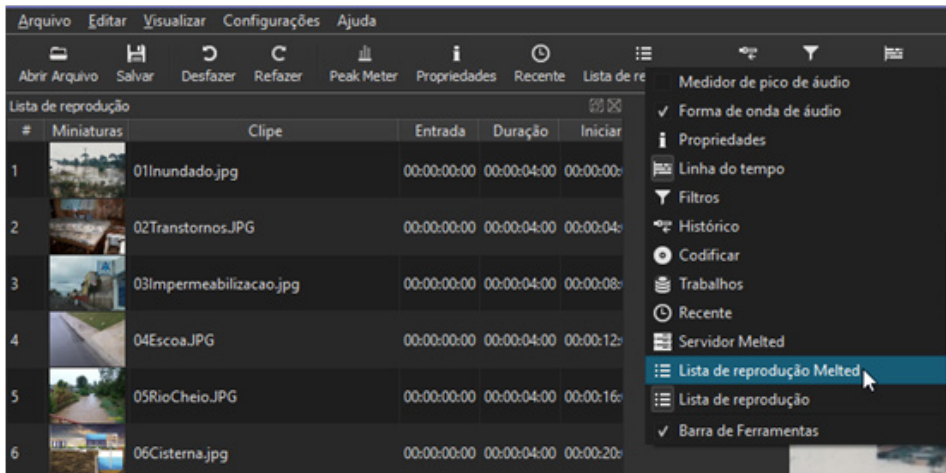 Arquivo Editar Visualizar Configurações Ajuda
Abrir Arquivo Salvar Desfazer Refazer Peak Meter Propriedades Recente Lista de re
Lista de reprodução
# Miniaturas Clipe Entrada Duração Iniciar
1 01Inundado.jpg 00:00:00:00 00:00:04:00 00:00:00:
2 02Transtornos.JPG 00:00:00:00 00:00:04:00 00:00:04:
3 03Impermeabilizacao.jpg 00:00:00:00 00:00:04:00 00:00:08:
4 04Escoa.JPG 00:00:00:00 00:00:04:00 00:00:12:
5 05RioCheio.JPG 00:00:00:00 00:00:04:00 00:00:16:
6 06Cisterna.jpg 00:00:00:00 00:00:04:00 00:00:20:
Medidor de pico de áudio
Forma de onda de áudio
Propriedades
Linha do tempo
Filtros
Histórico
Codificar
Trabalhos
Recente
Servidor Melted
Lista de reprodução Melted
Lista de reprodução
Barra de Ferramentas